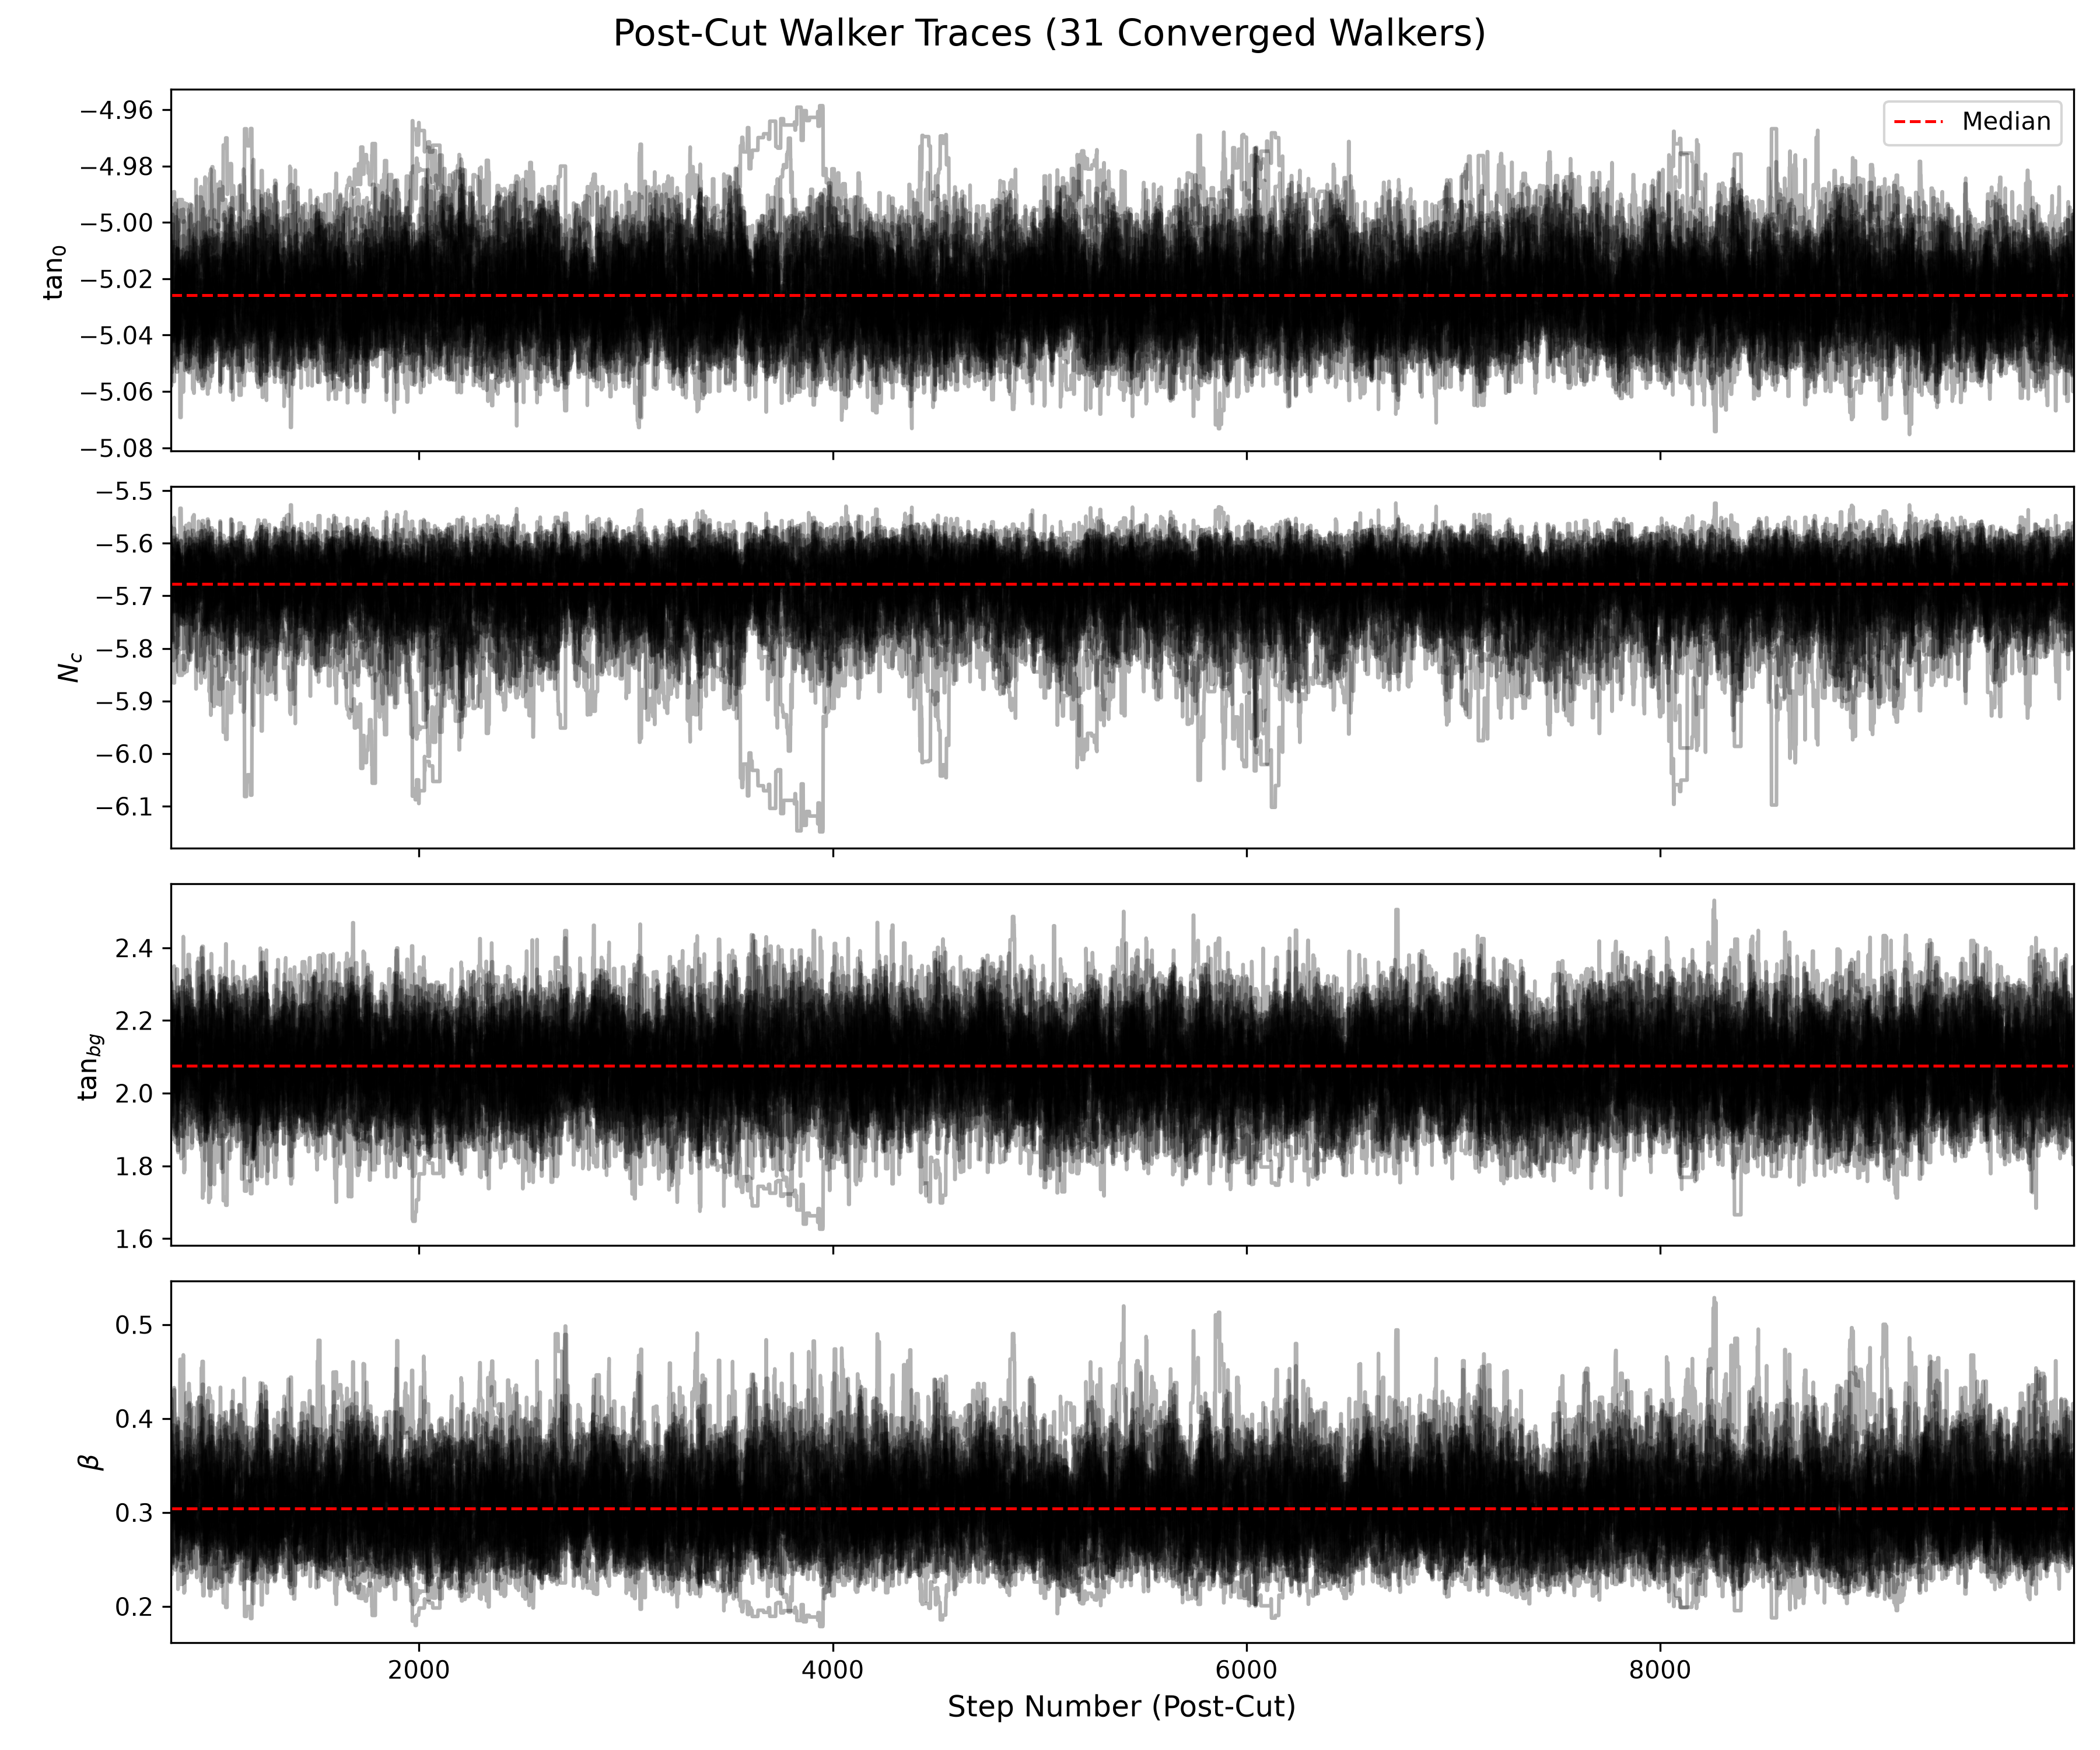 Post-Cut Walker Traces (31 Converged Walkers)
−4.96
−4.98
−5.00
−5.02
−5.04
−5.06
−5.08
tan₀
Median
−5.5
−5.6
−5.7
−5.8
−5.9
−6.0
−6.1
N_c
2.4
2.2
2.0
1.8
1.6
tan_bg
0.5
0.4
0.3
0.2
β
2000 4000 6000 8000
Step Number (Post-Cut)